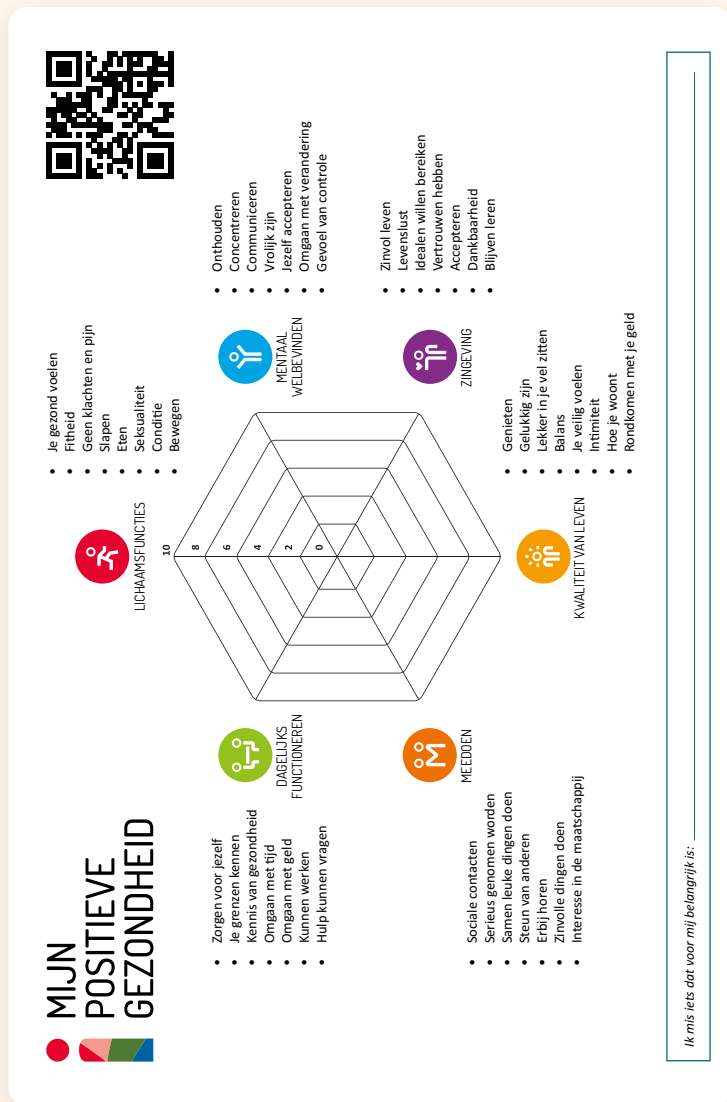 MIJN
POSITIEVE
GEZONDHEID
LICHAAMSFUNCTIES
• Je gezond voelen
• Fitheid
• Geen klachten en pijn
• Slapen
• Eten
• Seksualiteit
• Conditie
• Bewegen
MENTAAL
WELBEVINDEN
• Onthouden
• Concentreren
• Communiceren
• Vrolijk zijn
• Jezelf accepteren
• Omgaan met verandering
• Gevoel van controle
ZINGEVING
• Zinvol leven
• Levenslust
• Idealen willen bereiken
• Vertrouwen hebben
• Accepteren
• Dankbaarheid
• Blijven leren
KWALITEIT VAN LEVEN
• Genieten
• Gelukkig zijn
• Lekker in je vel zitten
• Balans
• Je veilig voelen
• Intimiteit
• Hoe je woont
• Rondkomen met je geld
MEEDOEN
• Sociale contacten
• Serieus genomen worden
• Samen leuke dingen doen
• Steun van anderen
• Erbij horen
• Zinvolle dingen doen
• Interesse in de maatschappij
DAGELIJKS
FUNCTIONEREN
• Zorgen voor jezelf
• Je grenzen kennen
• Kennis van gezondheid
• Omgaan met tijd
• Omgaan met geld
• Kunnen werken
• Hulp kunnen vragen
10
8
6
4
2
0
Ik mis iets dat voor mij belangrijk is: